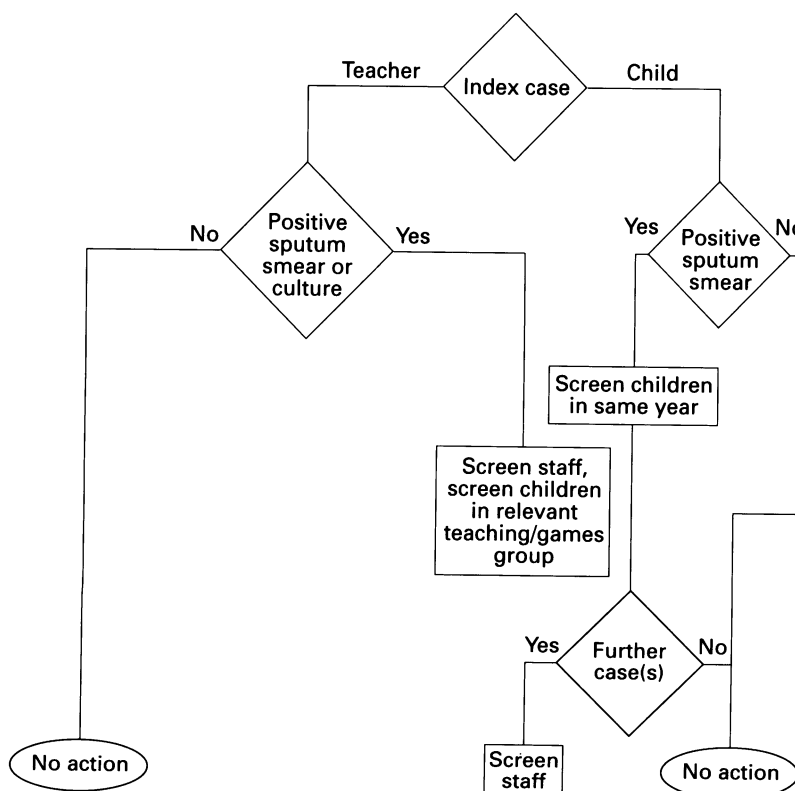 Teacher
Index case
Child
No
Positive
sputum
smear or
culture
Yes
Yes
Positive
sputum
smear
No
Screen children
in same year
Screen staff,
screen children
in relevant
teaching/games
group
Yes
Further
case(s)
No
No action
Screen
staff
No action